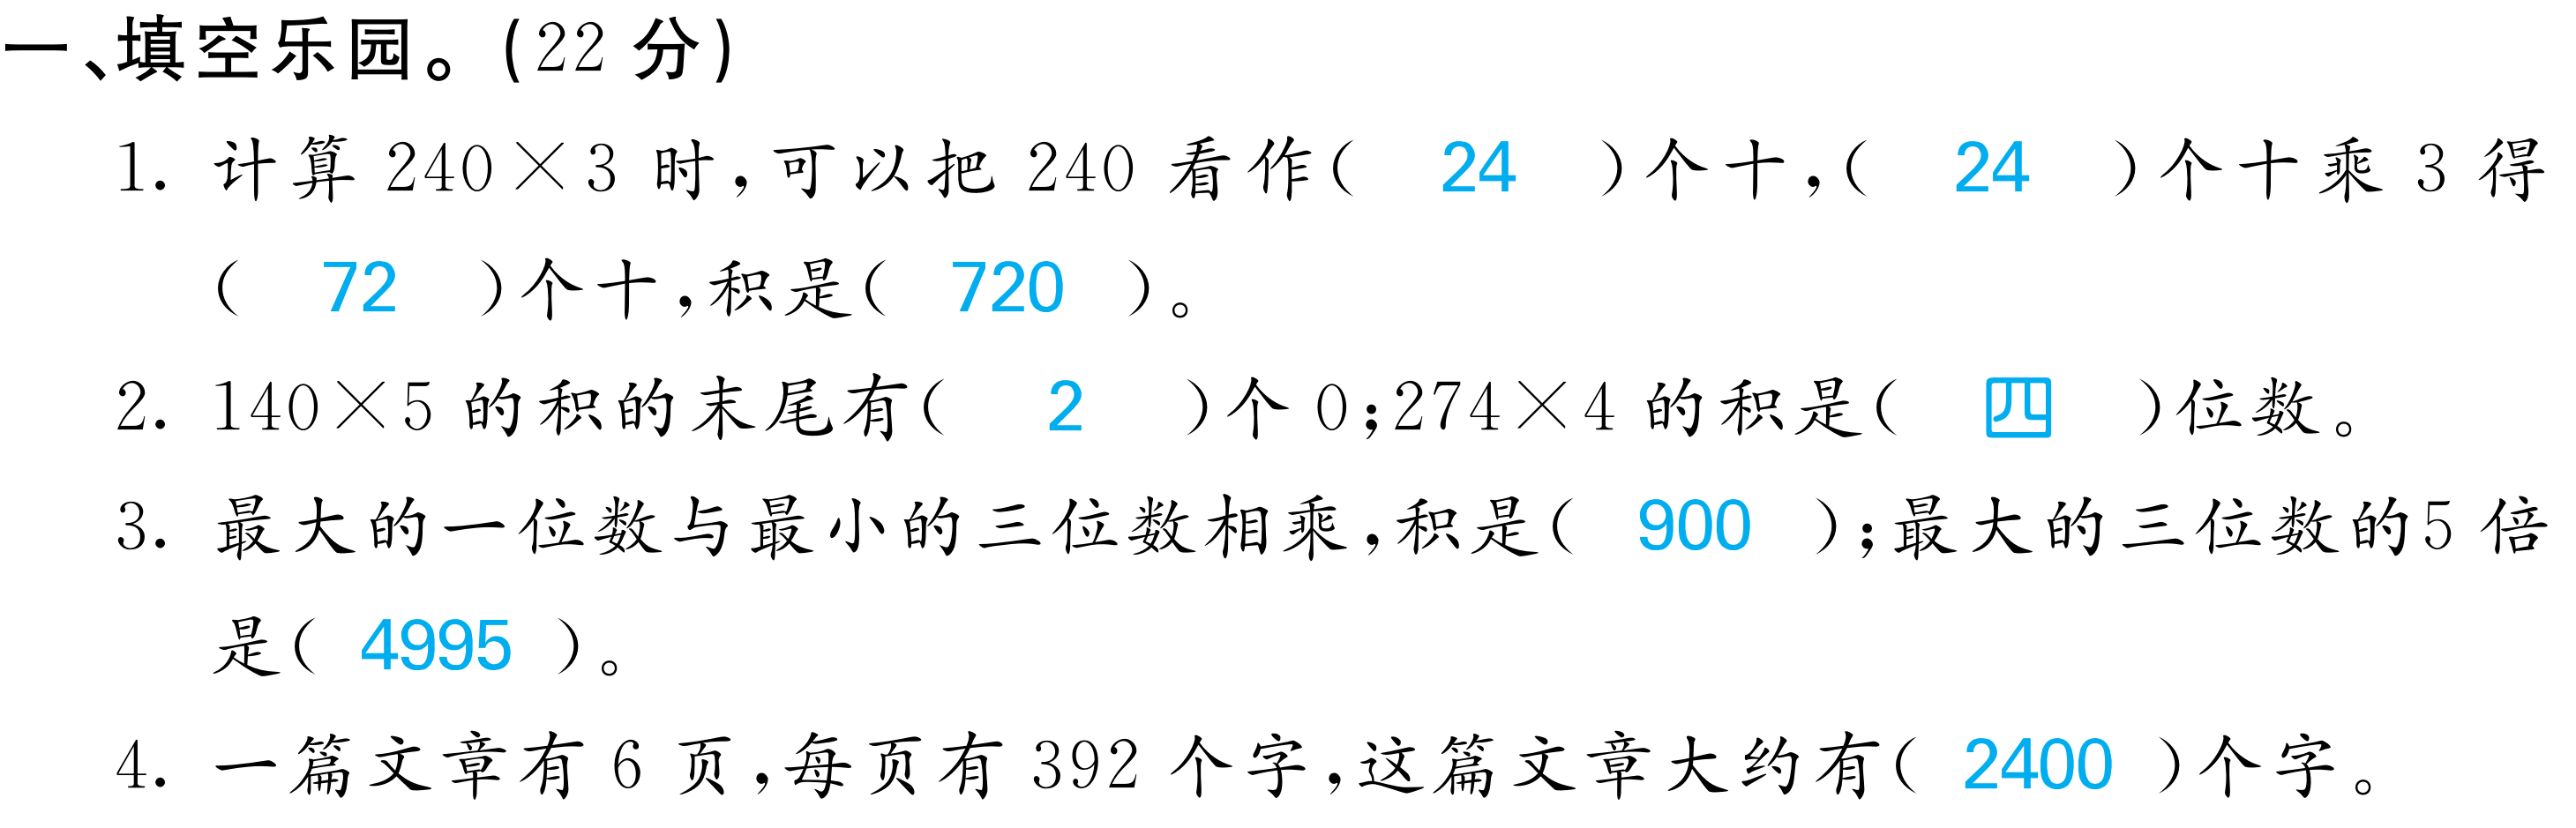 一、填空乐园。(22 分)
1. 计算 240×3 时,可以把 240 看作( 24 )个十,( 24 )个十乘 3 得
( 72 )个十,积是( 720 )。
2. 140×5 的积的末尾有( 2 )个 0;274×4 的积是( 四 )位数。
3. 最大的一位数与最小的三位数相乘,积是( 900 );最大的三位数的5 倍
是( 4995 )。
4. 一篇文章有 6 页,每页有 392 个字,这篇文章大约有( 2400 )个字。